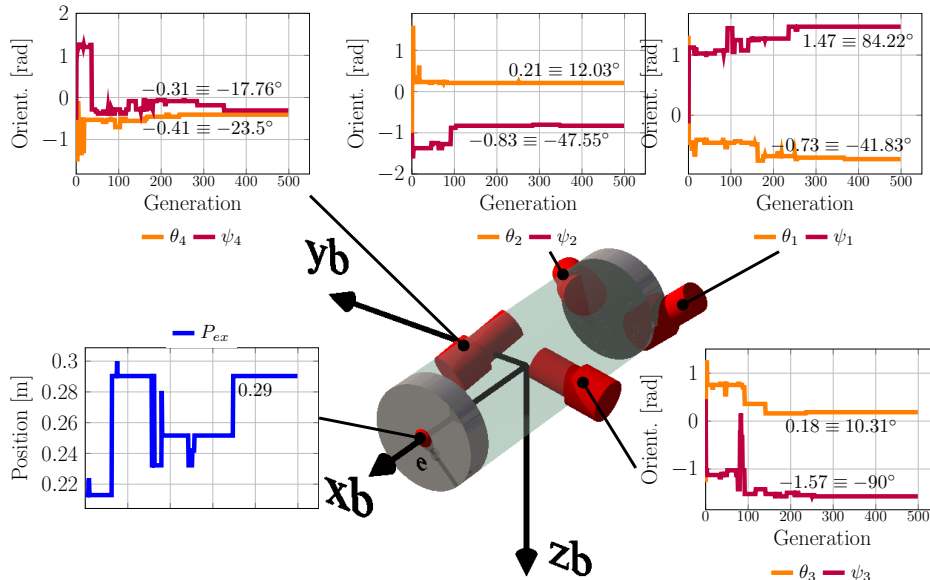 2
1
0
−1
Orient. [rad]
−0.31 ≡ −17.76°
−0.41 ≡ −23.5°
0 100 200 300 400 500
Generation
θ₄ ψ₄
1
0
−1
−2
Orient. [rad]
0.21 ≡ 12.03°
−0.83 ≡ −47.55°
0 100 200 300 400 500
Generation
θ₂ ψ₂
1
0
Orient. [rad]
1.47 ≡ 84.22°
−0.73 ≡ −41.83°
0 100 200 300 400 500
Generation
θ₁ ψ₁
yb
xb
zb
e
Pₑₓ
0.3
0.28
0.26
0.24
0.22
Position [m]
0.29
1
−1
Orient. [rad]
0.18 ≡ 10.31°
−1.57 ≡ −90°
0 100 200 300 400 500
Generation
θ₃ ψ₃